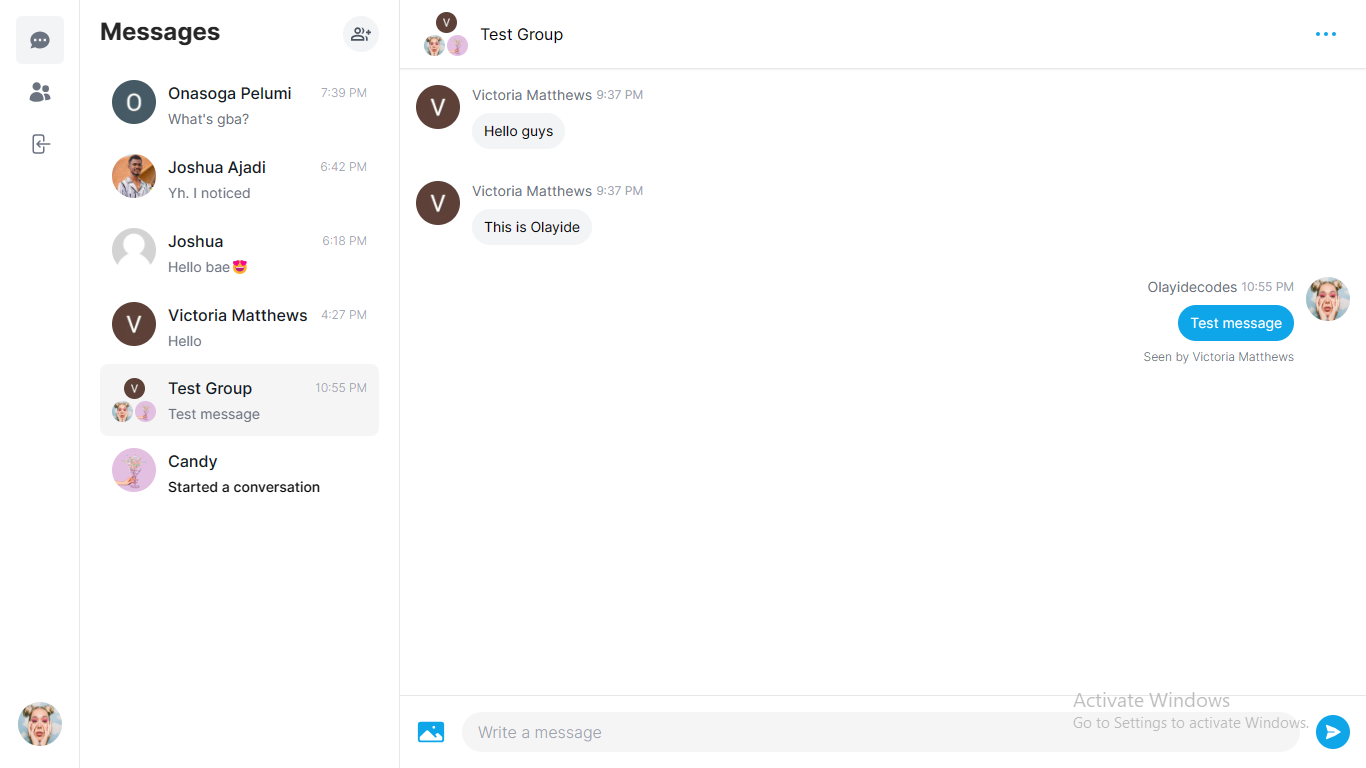 Messages
O
Onasoga Pelumi 7:39 PM
What's gba?
Joshua Ajadi 6:42 PM
Yh. I noticed
Joshua 6:18 PM
Hello bae😍
V
Victoria Matthews 4:27 PM
Hello
V
Test Group 10:55 PM
Test message
Candy
Started a conversation
V
Test Group
V
Victoria Matthews 9:37 PM
Hello guys
V
Victoria Matthews 9:37 PM
This is Olayide
Olayidecodes 10:55 PM
Test message
Seen by Victoria Matthews
Write a message
Activate Windows
Go to Settings to activate Windows.